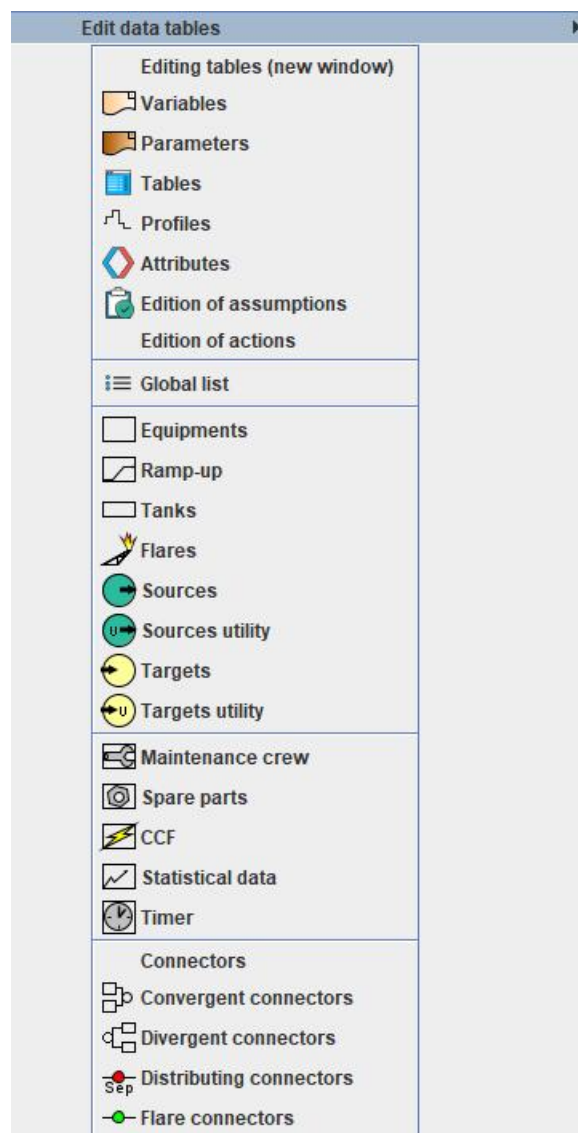 Edit data tables
Editing tables (new window)
Variables
Parameters
Tables
Profiles
Attributes
Edition of assumptions
Edition of actions
Global list
Equipments
Ramp-up
Tanks
Flares
Sources
U Sources utility
Targets
U Targets utility
Maintenance crew
Spare parts
CCF
Statistical data
Timer
Connectors
Convergent connectors
Divergent connectors
Sep Distributing connectors
Flare connectors